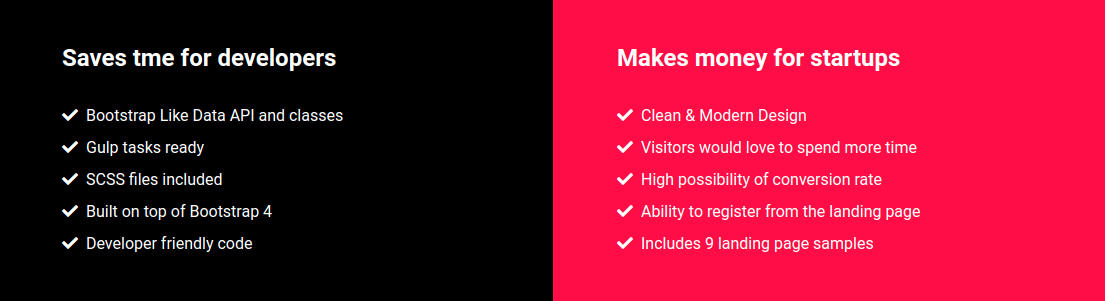 Saves tme for developers
Bootstrap Like Data API and classes
Gulp tasks ready
SCSS files included
Built on top of Bootstrap 4
Developer friendly code
Makes money for startups
Clean & Modern Design
Visitors would love to spend more time
High possibility of conversion rate
Ability to register from the landing page
Includes 9 landing page samples